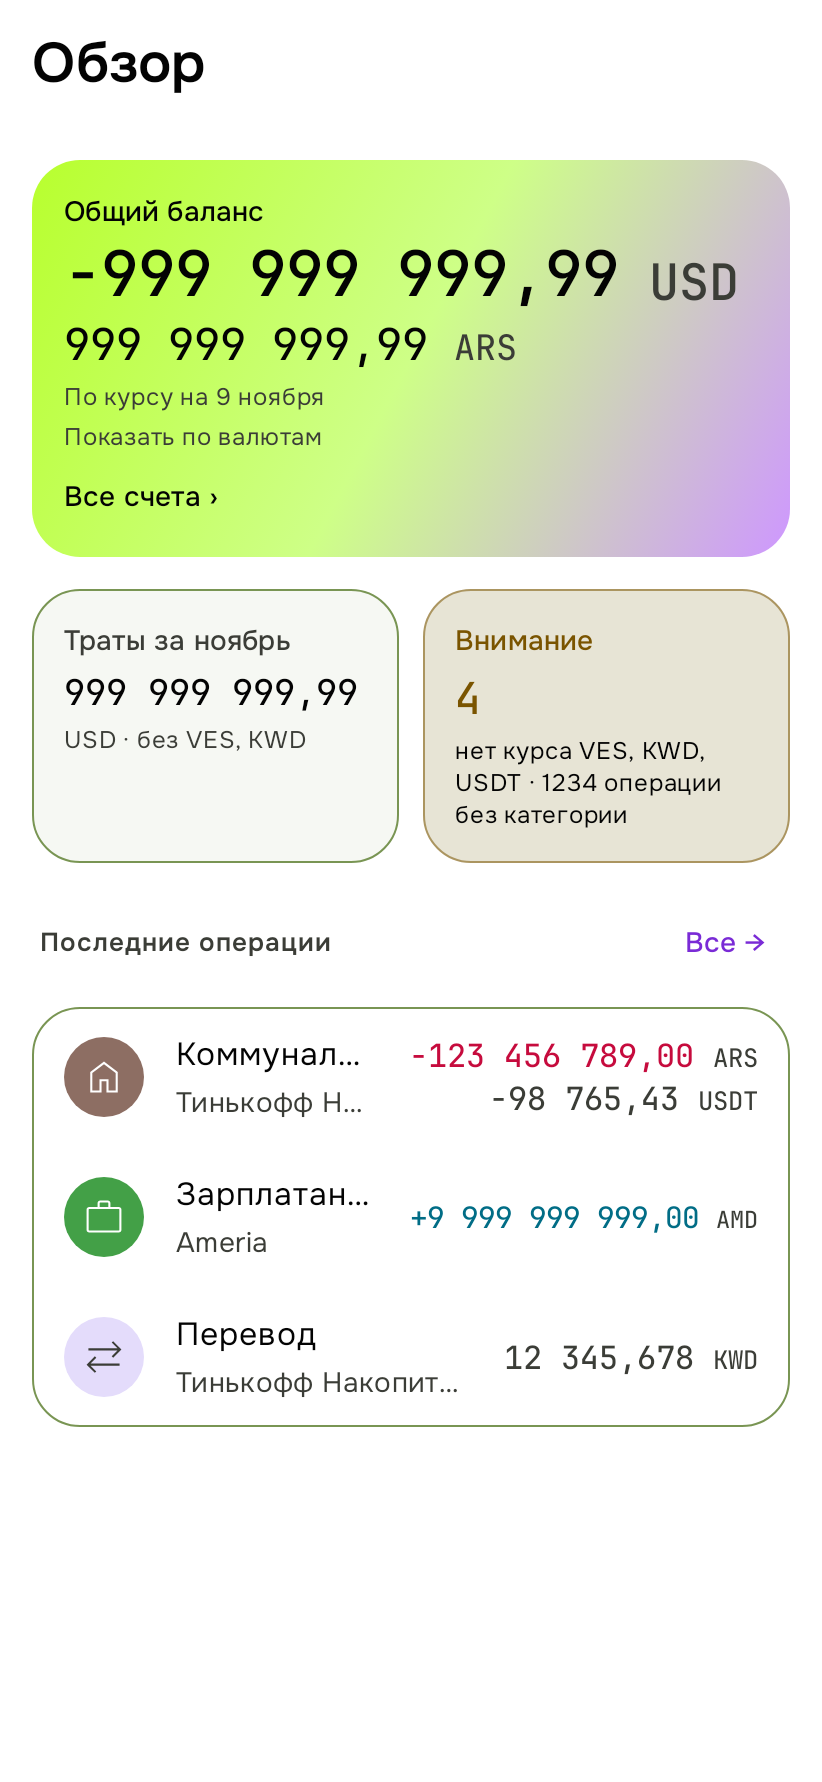 Обзор
Общий баланс
-999 999 999,99 USD
999 999 999,99 ARS
По курсу на 9 ноября
Показать по валютам
Все счета ›
Траты за ноябрь
999 999 999,99
USD · без VES, KWD
Внимание
4
нет курса VES, KWD,
USDT · 1234 операции
без категории
Последние операции
Все →
Коммунал...
-123 456 789,00 ARS
Тинькофф Н...
-98 765,43 USDT
Зарплатан...
+9 999 999 999,00 AMD
Ameria
Перевод
12 345,678 KWD
Тинькофф Накопит...